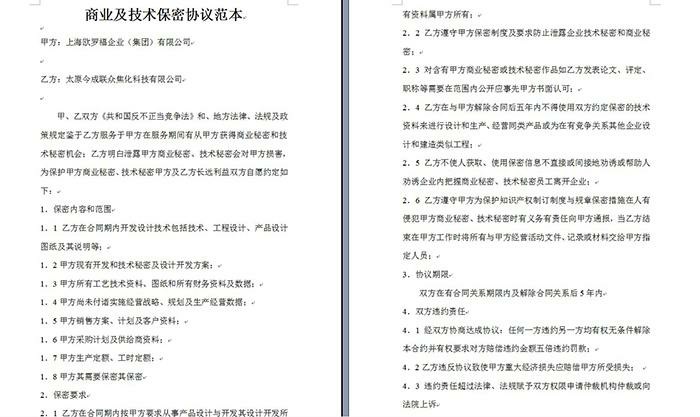 商业及技术保密协议范本
甲方：上海欧罗福企业（集团）有限公司
乙方：太原今成联众焦化科技有限公司
甲、乙双方《共和国反不正当竞争法》和、地方法律、法规及政
策规定鉴于乙方服务于甲方在服务期间有从甲方获得商业秘密和技
术秘密机会；乙方明白泄露甲方商业秘密、技术秘密会对甲方损害，
为保护甲方商业秘密、技术秘密甲方及乙方长远利益双方自愿约定如
下：
1．保密内容和范围
1．1 乙方在合同期内开发设计技术包括技术、工程设计、产品设计
图纸及其说明等；
1．2 甲方现有开发和技术秘密及设计开发方案；
1．3 甲方所有工艺技术资料、图纸和所有财务资料及数据；
1．4 甲方尚未付诸实施经营战略、规划及生产经营数据；
1．5 甲方销售方案、计划及客户资料；
1．6 甲方采购计划及供给商资料；
1．7 甲方生产定额、工时定额；
1．8 甲方其需要保密其保密
2．保密要求
2．1 乙方在合同期内按甲方要求从事产品设计与开发其设计开发所
有资料属甲方所有；
2．2 乙方遵守甲方保密制度及要求防止泄露企业技术秘密和商业秘
密；
2．3 对含有甲方商业秘密或技术秘密作品如乙方发表论文、评定、
职称等需要在范围内公开应事先甲方书面认可；
2．4 乙方在与甲方解除合同后五年内不得使用双方约定保密的技术
资料来进行设计和生产、经营同类产品或为在有竞争关系其他企业设
计和建造类似工程；
2．5 乙方不使人获取、使用保密信息不直接或间接地劝诱或帮助人
劝诱企业内把握商业秘密、技术秘密员工离开企业；
2．6 乙方遵守甲方为保护知识产权制订制度与规章保密措施在人有
侵犯甲方商业秘密、技术秘密时有义务有责任向甲方通报，当乙方结
束在甲方工作时将所有与甲方经营活动文件、记录或材料交给甲方指
定人员；
3．协议期限
双方在有合同关系期限内及解除合同关系后 5 年内
4．双方违约责任
4．1 经双方协商达成协议：任何一方违约另一方均有权无条件解除
本合约并有权要求对方赔偿违约金额五倍违约罚款；
4．2 乙方违反协议致使甲方重大经济损失应赔偿甲方所受损失；
4．3 违约责任超过法律、法规赋予双方权限申请仲裁机构仲裁或向
法院上诉